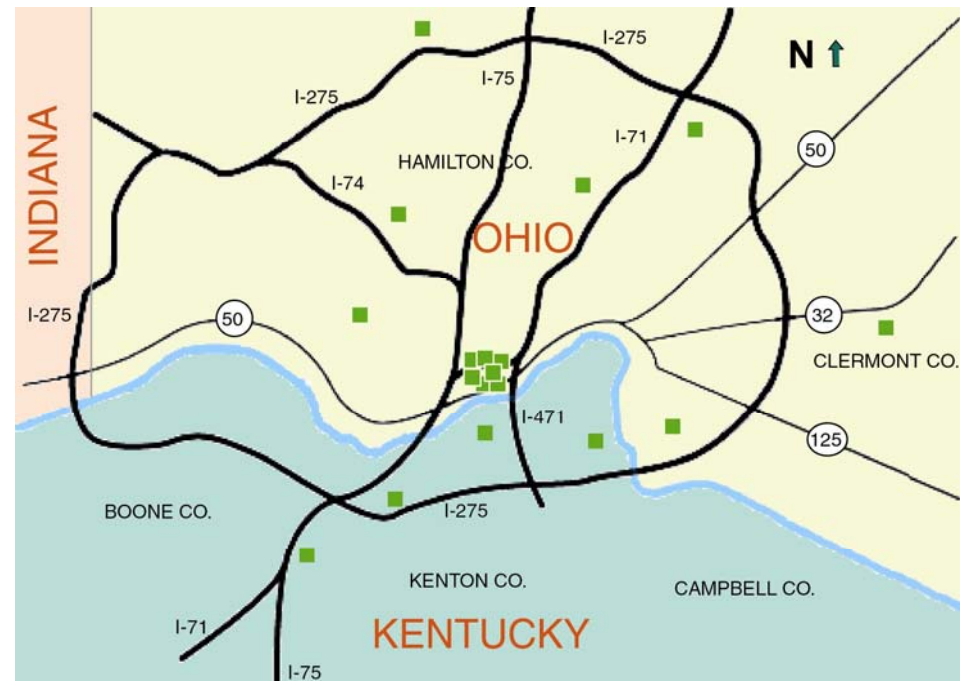 I-275
N
I-75
I-275
I-71
50
HAMILTON CO.
I-74
INDIANA
OHIO
I-275
50
32
CLERMONT CO.
I-471
125
BOONE CO.
I-275
KENTON CO.
CAMPBELL CO.
I-71
KENTUCKY
I-75